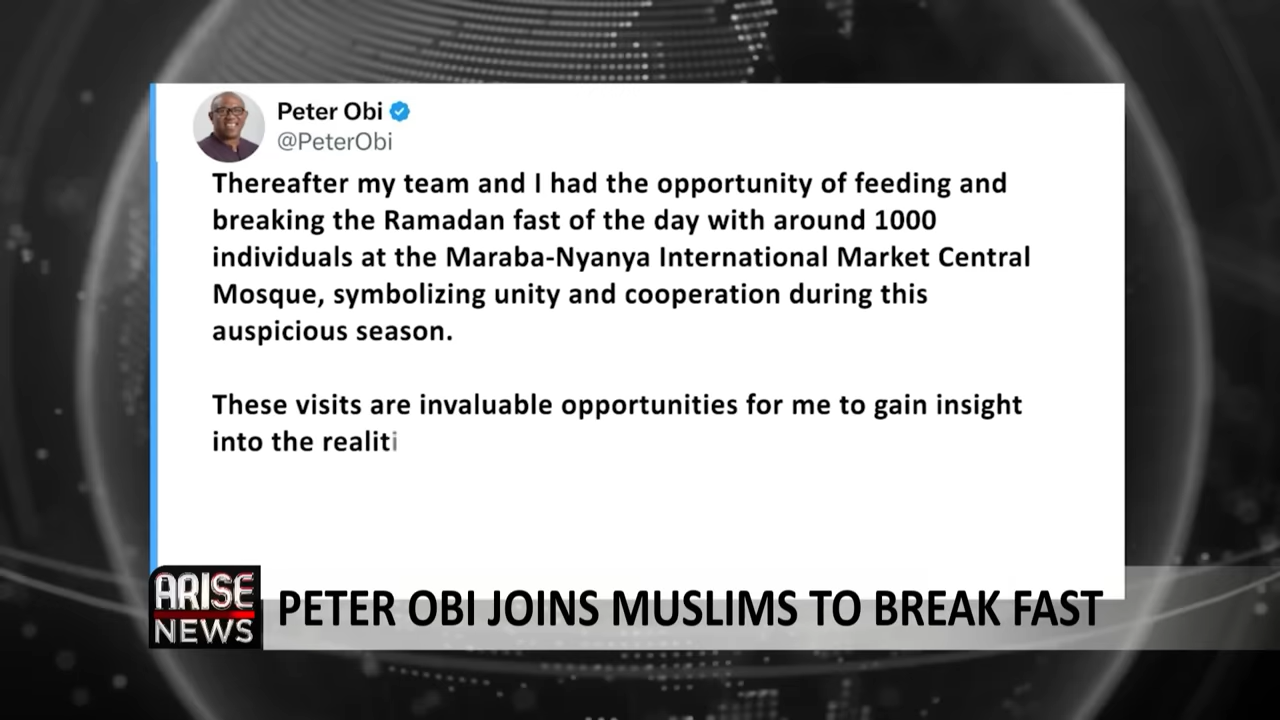 Peter Obi
@PeterObi
Thereafter my team and I had the opportunity of feeding and
breaking the Ramadan fast of the day with around 1000
individuals at the Maraba-Nyanya International Market Central
Mosque, symbolizing unity and cooperation during this
auspicious season.
These visits are invaluable opportunities for me to gain insight
into the realiti
ARISE
NEWS
PETER OBI JOINS MUSLIMS TO BREAK FAST